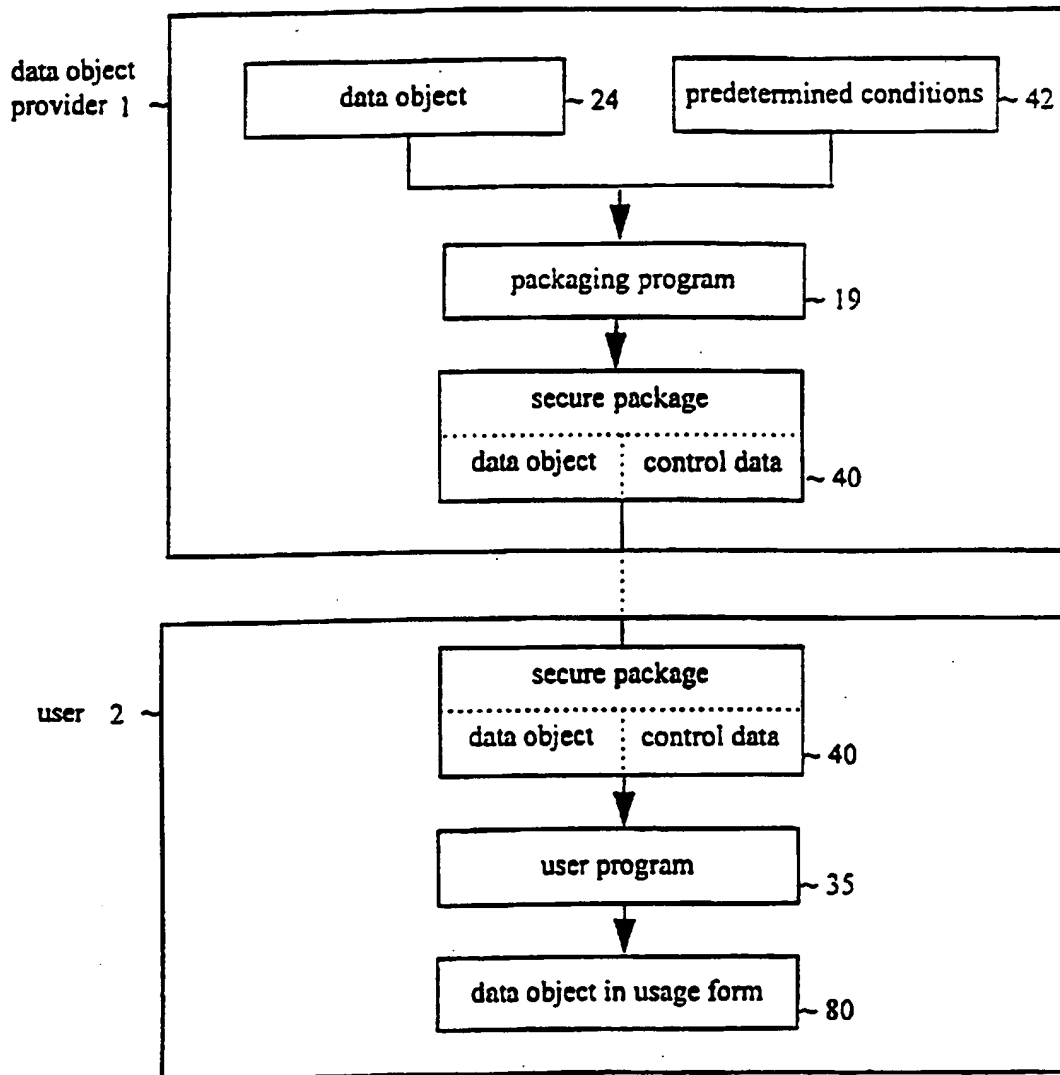 data object
provider 1
data object
~ 24
predetermined conditions
~ 42
packaging program
~ 19
secure package
data object
control data
~ 40
user 2
secure package
data object
control data
~ 40
user program
~ 35
data object in usage form
~ 80